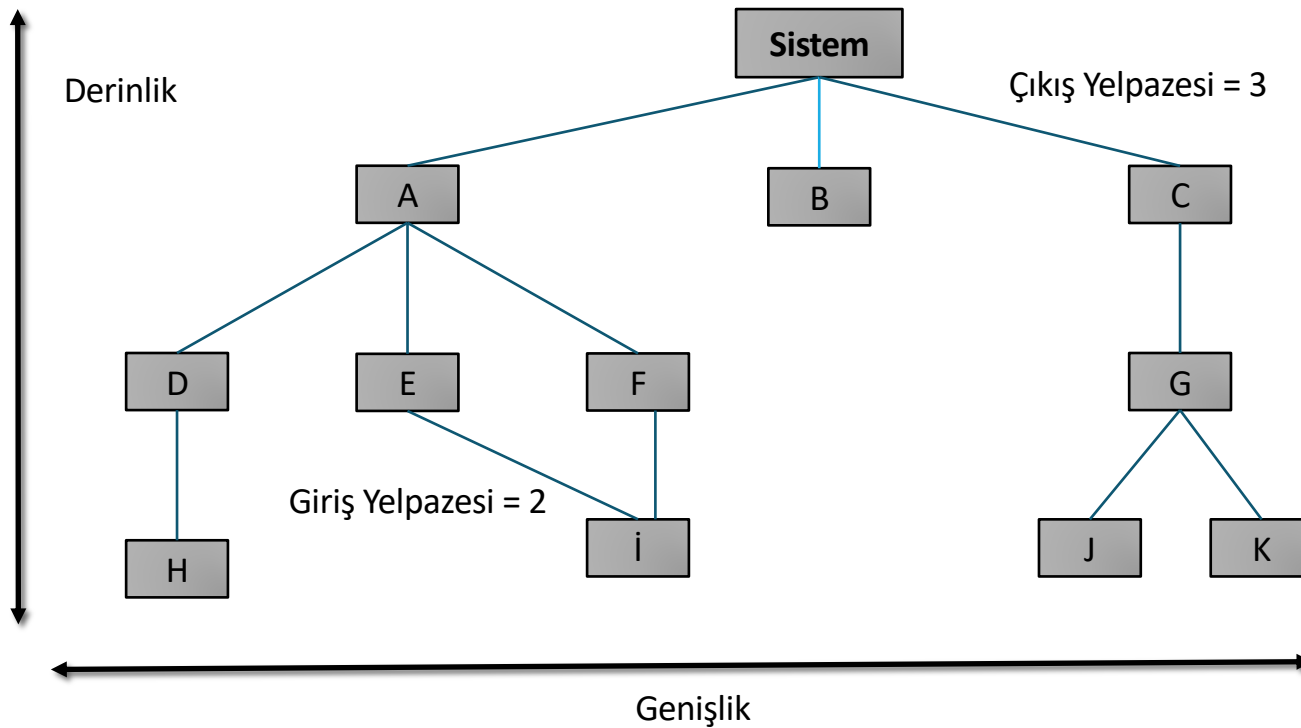 Sistem
Derinlik
Çıkış Yelpazesi = 3
A
B
C
D
E
F
G
Giriş Yelpazesi = 2
H
İ
J
K
Genişlik